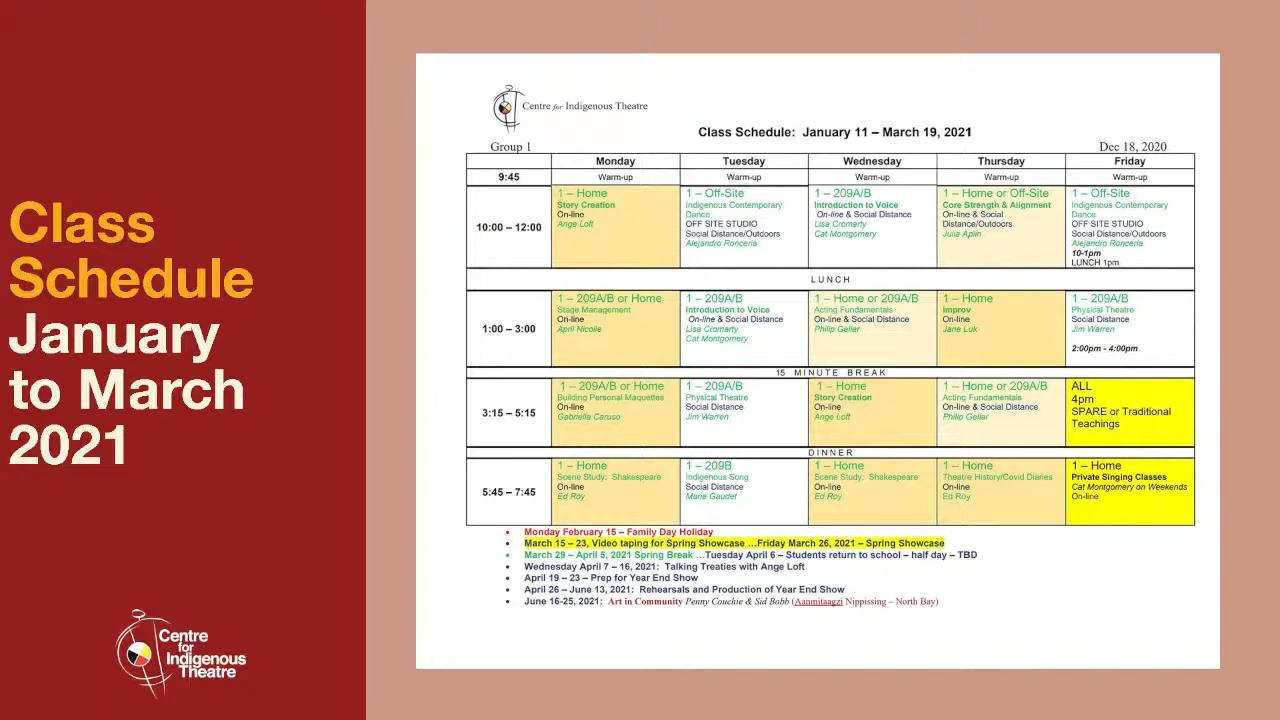 Class
Schedule
January
to March
2021
Centre
for
Indigenous
Theatre
Centre for Indigenous Theatre
Class Schedule: January 11 – March 19, 2021
Group 1
Dec 18, 2020
Monday Tuesday Wednesday Thursday Friday
9:45 Warm-up Warm-up Warm-up Warm-up Warm-up
10:00 – 12:00
1 – Home
Story Creation
On-line
Ange Loft
1 – Off-Site
Indigenous Contemporary
Dance
OFF SITE STUDIO
Social Distance/Outdoors
Alejandro Ronceria
1 – 209A/B
Introduction to Voice
On-line & Social Distance
Lisa Cromarty
Cat Montgomery
1 – Home or Off-Site
Core Strength & Alignment
On-line & Social
Distance/Outdoors
Julia Aplin
1 – Off-Site
Indigenous Contemporary
Dance
OFF SITE STUDIO
Social Distance/Outdoors
Alejandro Ronceria
10-1pm
LUNCH 1pm
LUNCH
1:00 – 3:00
1 – 209A/B or Home
Stage Management
On-line
April Nicolle
1 – 209A/B
Introduction to Voice
On-line & Social Distance
Lisa Cromarty
Cat Montgomery
1 – Home or 209A/B
Acting Fundamentals
On-line & Social Distance
Philip Gellar
1 – Home
Improv
On-line
Jane Luk
1 – 209A/B
Physical Theatre
Social Distance
Jim Warren
2:00pm - 4:00pm
15 MINUTE BREAK
3:15 – 5:15
1 – 209A/B or Home
Building Personal Maquettes
On-line
Gabriella Caruso
1 – 209A/B
Physical Theatre
Social Distance
Jim Warren
1 – Home
Story Creation
On-line
Ange Loft
1 – Home or 209A/B
Acting Fundamentals
On-line & Social Distance
Philip Gellar
ALL
4pm
SPARE or Traditional
Teachings
DINNER
5:45 – 7:45
1 – Home
Scene Study: Shakespeare
On-line
Ed Roy
1 – 209B
Indigenous Song
Social Distance
Marie Gaudet
1 – Home
Scene Study: Shakespeare
On-line
Ed Roy
1 – Home
Theatre History/Covid Diaries
On-line
Ed Roy
1 – Home
Private Singing Classes
Cat Montgomery on Weekends
On-line
• Monday February 15 – Family Day Holiday
• March 15 – 23, Video taping for Spring Showcase …Friday March 26, 2021 – Spring Showcase
• March 29 – April 5, 2021 Spring Break …Tuesday April 6 – Students return to school – half day – TBD
• Wednesday April 7 – 16, 2021: Talking Treaties with Ange Loft
• April 19 – 23 – Prep for Year End Show
• April 26 – June 13, 2021: Rehearsals and Production of Year End Show
• June 16-25, 2021: Art in Community Penny Couchie & Sid Bobb (Aanmitaagzi Nippissing – North Bay)